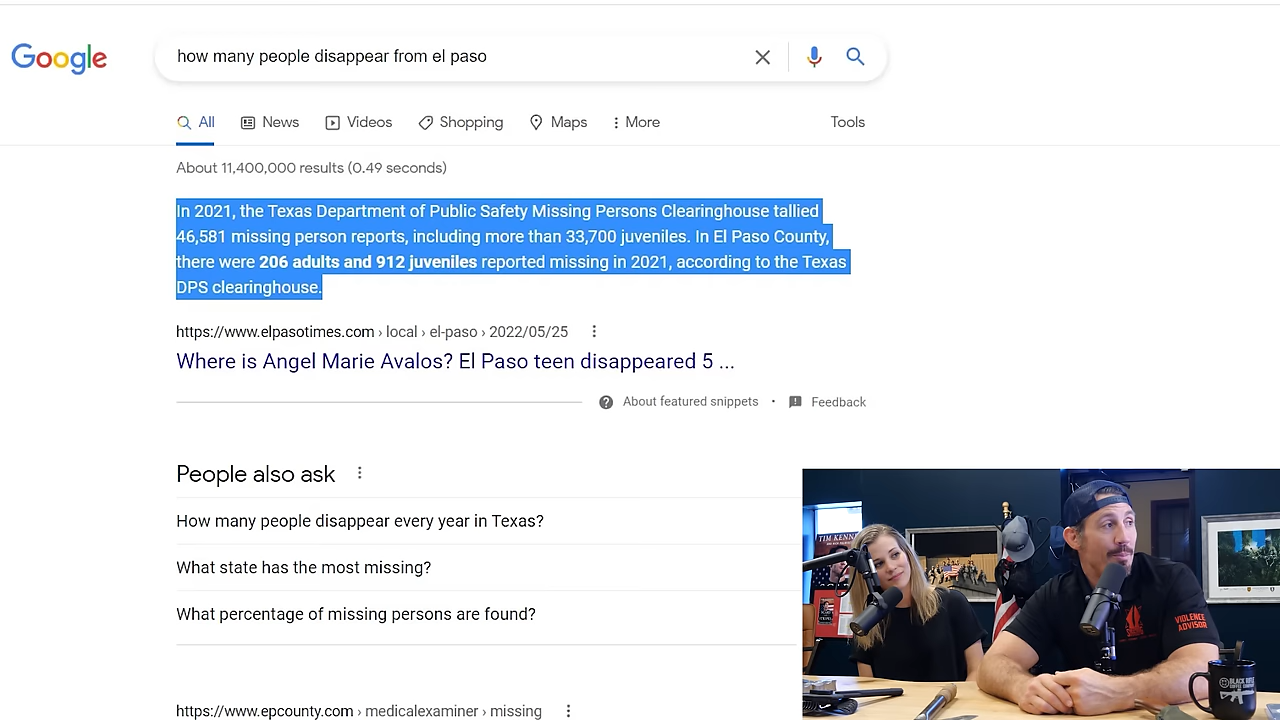 Google
how many people disappear from el paso
All News Videos Shopping Maps More Tools
About 11,400,000 results (0.49 seconds)
In 2021, the Texas Department of Public Safety Missing Persons Clearinghouse tallied
46,581 missing person reports, including more than 33,700 juveniles. In El Paso County,
there were 206 adults and 912 juveniles reported missing in 2021, according to the Texas
DPS clearinghouse.
https://www.elpasotimes.com › local › el-paso › 2022/05/25
Where is Angel Marie Avalos? El Paso teen disappeared 5 ...
About featured snippets • Feedback
People also ask
How many people disappear every year in Texas?
What state has the most missing?
What percentage of missing persons are found?
https://www.epcounty.com › medicalexaminer › missing
TIM KENN
VIOLENCE
ADVISOR
BLACK RIFLE